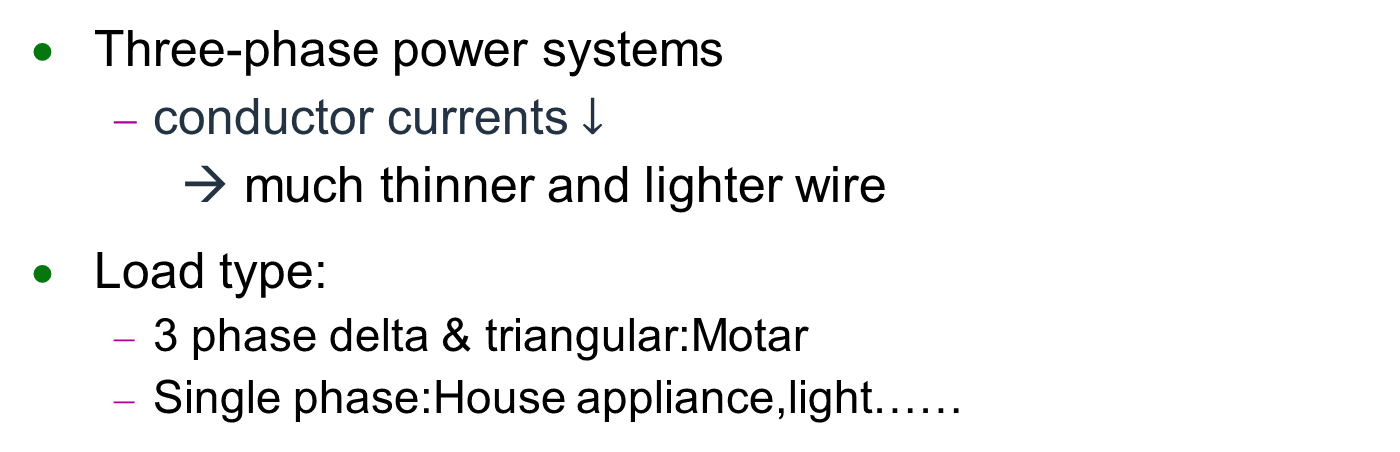 • Three-phase power systems
– conductor currents ↓
→ much thinner and lighter wire
• Load type:
– 3 phase delta & triangular:Motar
– Single phase:House appliance,light……